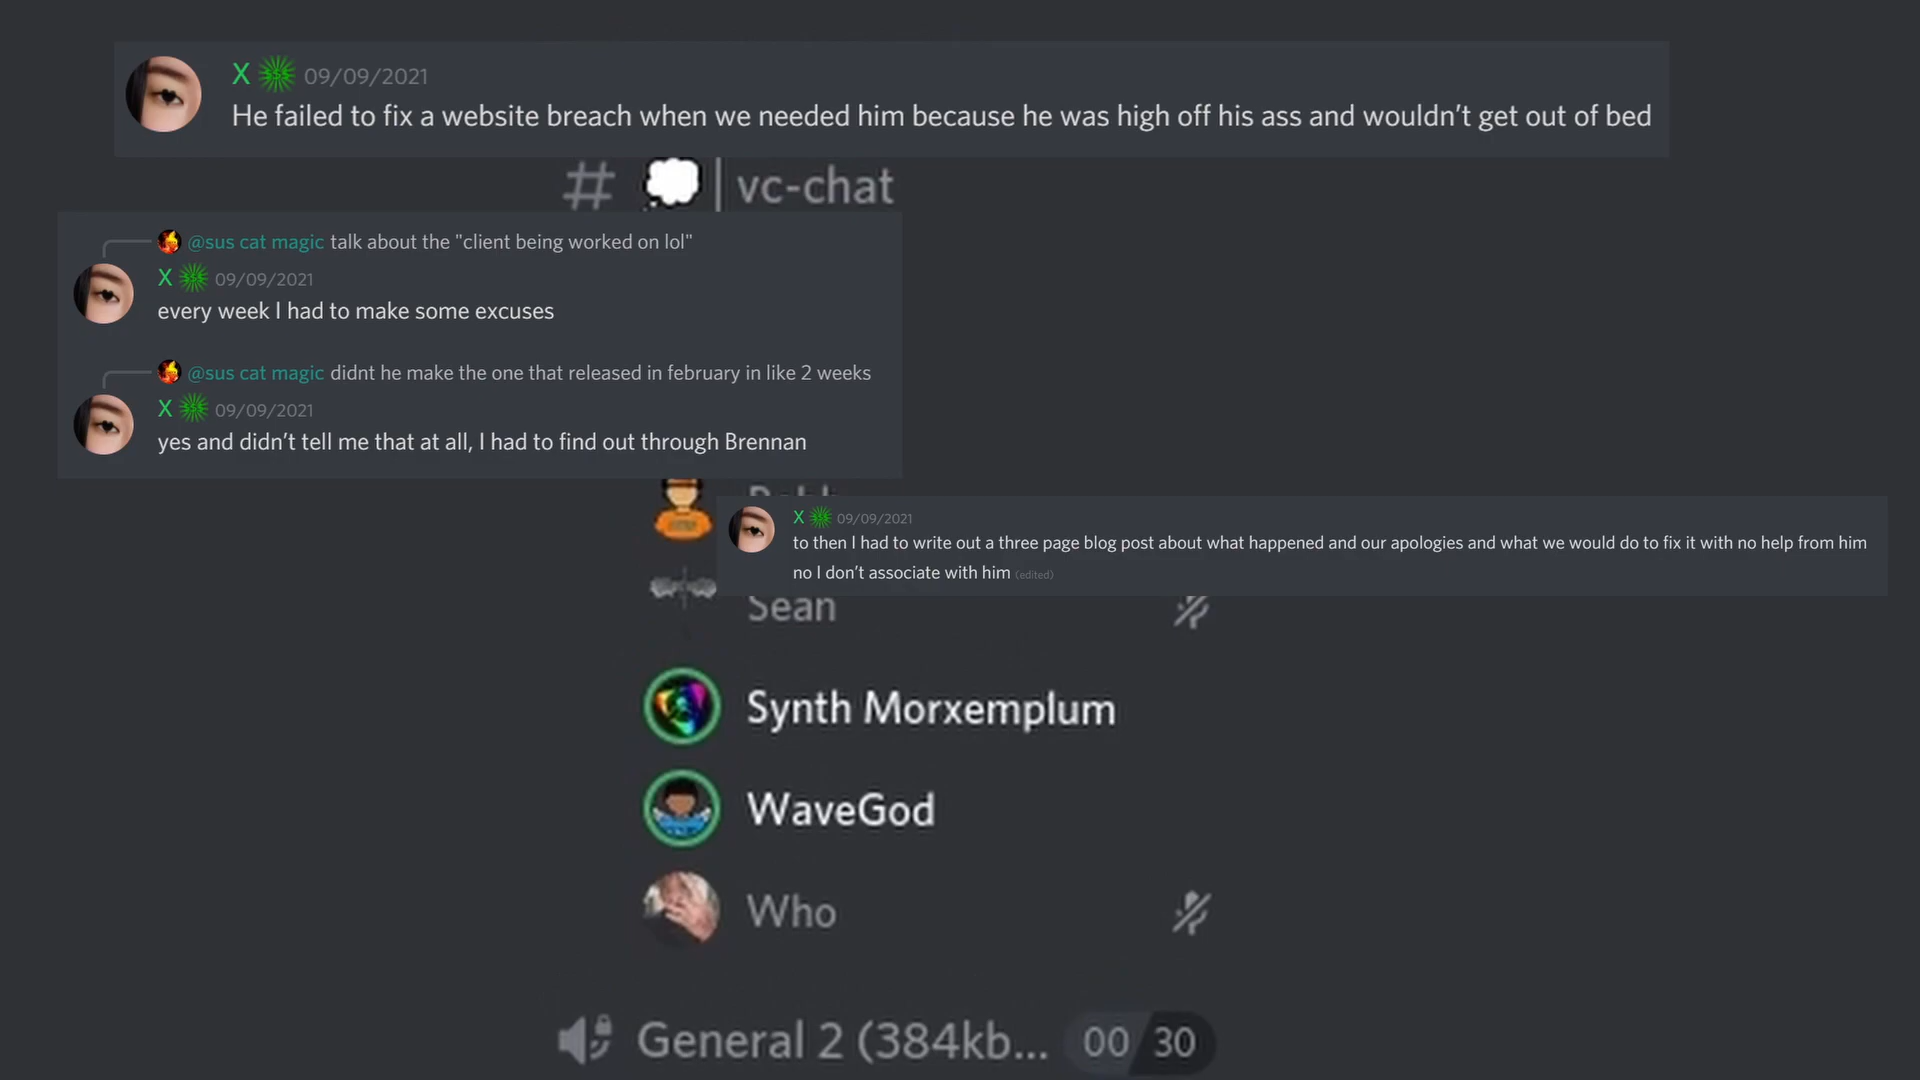 X $$$ 09/09/2021
He failed to fix a website breach when we needed him because he was high off his ass and wouldn't get out of bed
# | vc-chat
@sus cat magic talk about the "client being worked on lol"
X $$$ 09/09/2021
every week I had to make some excuses
@sus cat magic didnt he make the one that released in february in like 2 weeks
X $$$ 09/09/2021
yes and didn't tell me that at all, I had to find out through Brennan
X $$$ 09/09/2021
to then I had to write out a three page blog post about what happened and our apologies and what we would do to fix it with no help from him
no I don't associate with him (edited)
Sean
Synth Morxemplum
WaveGod
Who
General 2 (384kb... 00 30